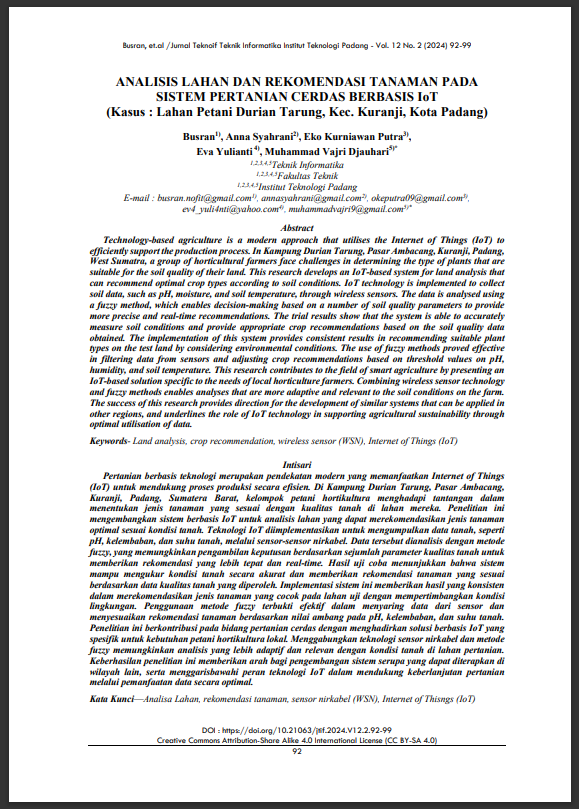 Busran, et.al /Jurnal Teknoif Teknik Informatika Institut Teknologi Padang - Vol. 12 No. 2 (2024) 92-99
ANALISIS LAHAN DAN REKOMENDASI TANAMAN PADA
SISTEM PERTANIAN CERDAS BERBASIS IoT
(Kasus : Lahan Petani Durian Tarung, Kec. Kuranji, Kota Padang)
Busran1), Anna Syahrani2), Eko Kurniawan Putra3),
Eva Yulianti 4), Muhammad Vajri Djauhari5)*
1,2,3,4,5Teknik Informatika
1,2,3,4,5Fakultas Teknik
1,2,3,4,5Institut Teknologi Padang
E-mail : busran.nofit@gmail.com1), annasyahrani@gmail.com2), okeputra09@gmail.com3),
ev4_yuli4nti@yahoo.com4), muhammadvajri9@gmail.com5)*
Abstract
Technology-based agriculture is a modern approach that utilises the Internet of Things (IoT) to
efficiently support the production process. In Kampung Durian Tarung, Pasar Ambacang, Kuranji, Padang,
West Sumatra, a group of horticultural farmers face challenges in determining the type of plants that are
suitable for the soil quality of their land. This research develops an IoT-based system for land analysis that
can recommend optimal crop types according to soil conditions. IoT technology is implemented to collect
soil data, such as pH, moisture, and soil temperature, through wireless sensors. The data is analysed using
a fuzzy method, which enables decision-making based on a number of soil quality parameters to provide
more precise and real-time recommendations. The trial results show that the system is able to accurately
measure soil conditions and provide appropriate crop recommendations based on the soil quality data
obtained. The implementation of this system provides consistent results in recommending suitable plant
types on the test land by considering environmental conditions. The use of fuzzy methods proved effective
in filtering data from sensors and adjusting crop recommendations based on threshold values on pH,
humidity, and soil temperature. This research contributes to the field of smart agriculture by presenting an
IoT-based solution specific to the needs of local horticulture farmers. Combining wireless sensor technology
and fuzzy methods enables analyses that are more adaptive and relevant to the soil conditions on the farm.
The success of this research provides direction for the development of similar systems that can be applied in
other regions, and underlines the role of IoT technology in supporting agricultural sustainability through
optimal utilisation of data.
Keywords- Land analysis, crop recommendation, wireless sensor (WSN), Internet of Things (IoT)
Intisari
Pertanian berbasis teknologi merupakan pendekatan modern yang memanfaatkan Internet of Things
(IoT) untuk mendukung proses produksi secara efisien. Di Kampung Durian Tarung, Pasar Ambacang,
Kuranji, Padang, Sumatera Barat, kelompok petani hortikultura menghadapi tantangan dalam
menentukan jenis tanaman yang sesuai dengan kualitas tanah di lahan mereka. Penelitian ini
mengembangkan sistem berbasis IoT untuk analisis lahan yang dapat merekomendasikan jenis tanaman
optimal sesuai kondisi tanah. Teknologi IoT diimplementasikan untuk mengumpulkan data tanah, seperti
pH, kelembaban, dan suhu tanah, melalui sensor-sensor nirkabel. Data tersebut dianalisis dengan metode
fuzzy, yang memungkinkan pengambilan keputusan berdasarkan sejumlah parameter kualitas tanah untuk
memberikan rekomendasi yang lebih tepat dan real-time. Hasil uji coba menunjukkan bahwa sistem
mampu mengukur kondisi tanah secara akurat dan memberikan rekomendasi tanaman yang sesuai
berdasarkan data kualitas tanah yang diperoleh. Implementasi sistem ini memberikan hasil yang konsisten
dalam merekomendasikan jenis tanaman yang cocok pada lahan uji dengan mempertimbangkan kondisi
lingkungan. Penggunaan metode fuzzy terbukti efektif dalam menyaring data dari sensor dan
menyesuaikan rekomendasi tanaman berdasarkan nilai ambang pada pH, kelembaban, dan suhu tanah.
Penelitian ini berkontribusi pada bidang pertanian cerdas dengan menghadirkan solusi berbasis IoT yang
spesifik untuk kebutuhan petani hortikultura lokal. Menggabungkan teknologi sensor nirkabel dan metode
fuzzy memungkinkan analisis yang lebih adaptif dan relevan dengan kondisi tanah di lahan pertanian.
Keberhasilan penelitian ini memberikan arah bagi pengembangan sistem serupa yang dapat diterapkan di
wilayah lain, serta menggarisbawahi peran teknologi IoT dalam mendukung keberlanjutan pertanian
melalui pemanfaatan data secara optimal.
Kata Kunci—Analisa Lahan, rekomendasi tanaman, sensor nirkabel (WSN), Internet of Thisngs (IoT)
DOI : https://doi.org/10.21063/jtif.2024.V12.2.92-99
Creative Commons Attribution-Share Alike 4.0 International License (CC BY-SA 4.0)
92